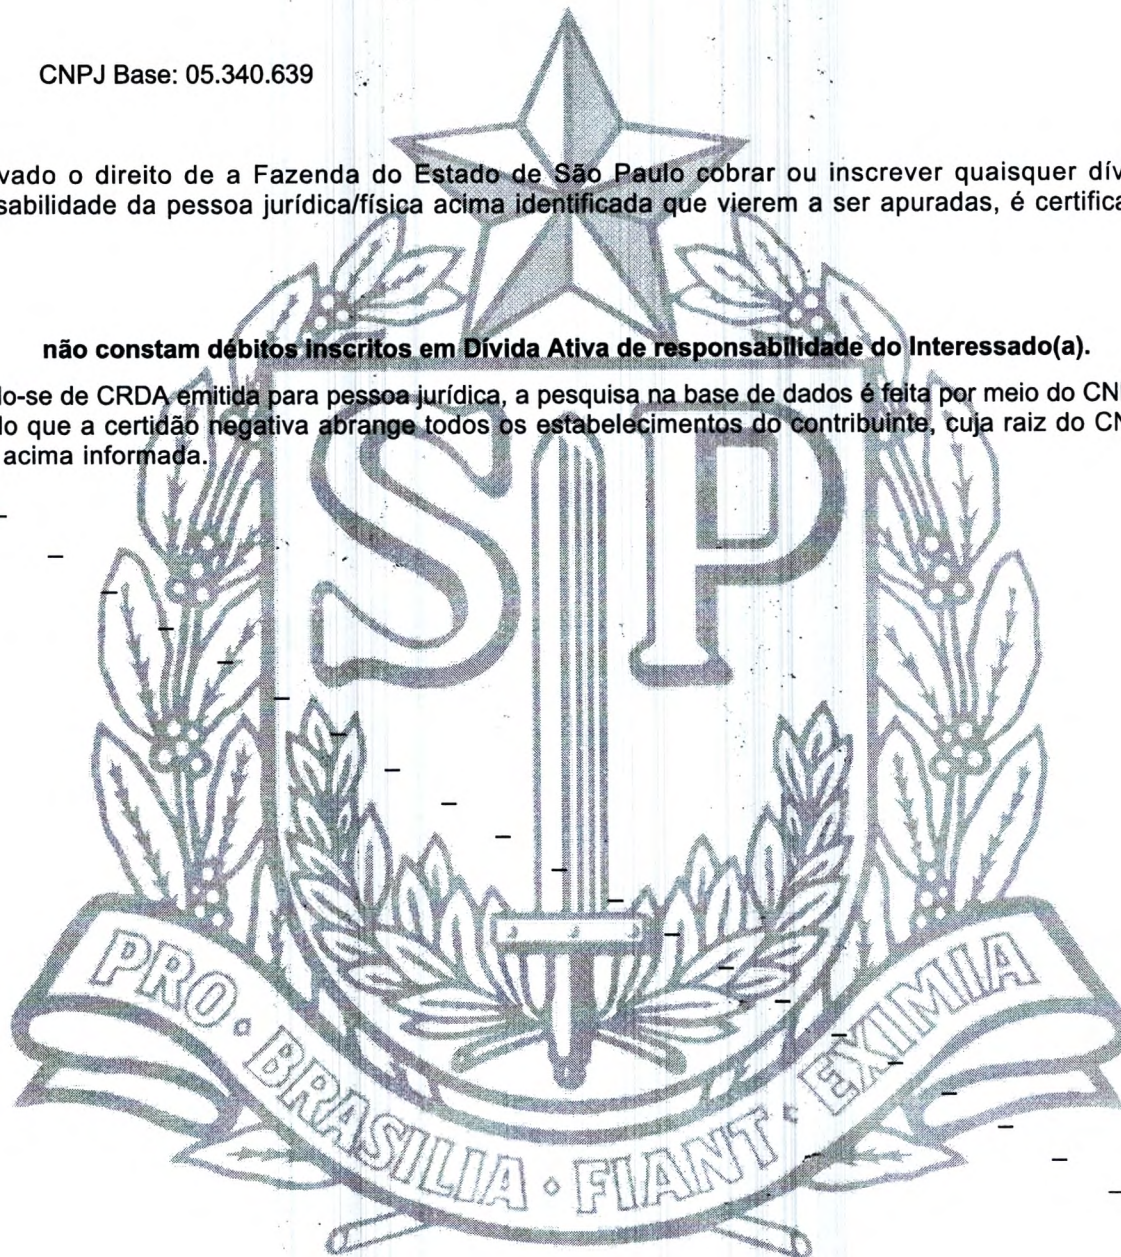 CNPJ Base: 05.340.639
vado o direito de a Fazenda do Estado de São Paulo cobrar ou inscrever quaisquer dív
sabilidade da pessoa jurídica/física acima identificada que vierem a ser apuradas, é certifica
não constam débitos inscritos em Dívida Ativa de responsabilidade do Interessado(a).
o-se de CRDA emitida para pessoa jurídica, a pesquisa na base de dados é feita por meio do CN
lo que a certidão negativa abrange todos os estabelecimentos do contribuinte, cuja raiz do CN
acima informada.
SP
PRO • BRASILIA • FIANT • EXIMIA